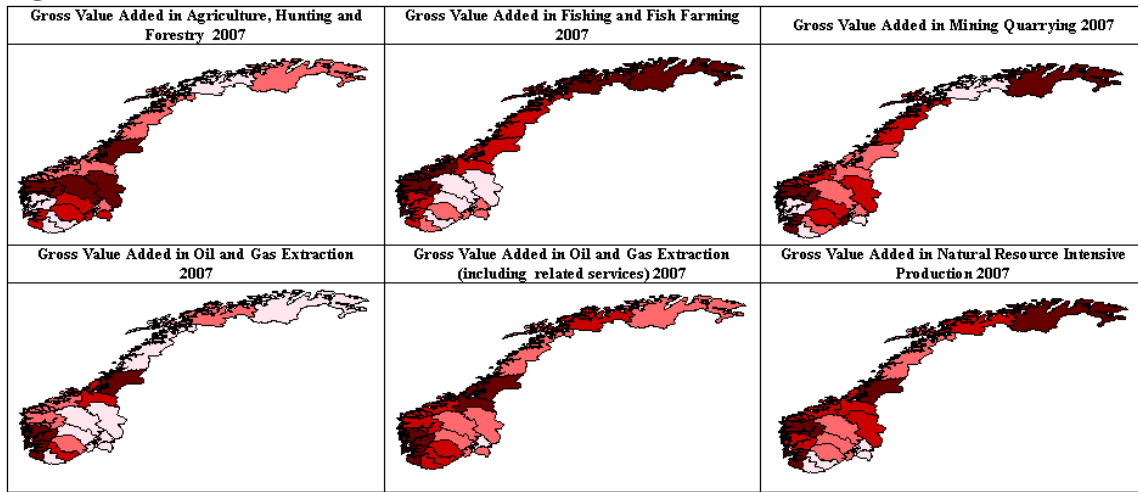 Gross Value Added in Agriculture, Hunting and
Forestry 2007
Gross Value Added in Fishing and Fish Farming
2007
Gross Value Added in Mining Quarrying 2007
Gross Value Added in Oil and Gas Extraction
2007
Gross Value Added in Oil and Gas Extraction
(including related services) 2007
Gross Value Added in Natural Resource Intensive
Production 2007